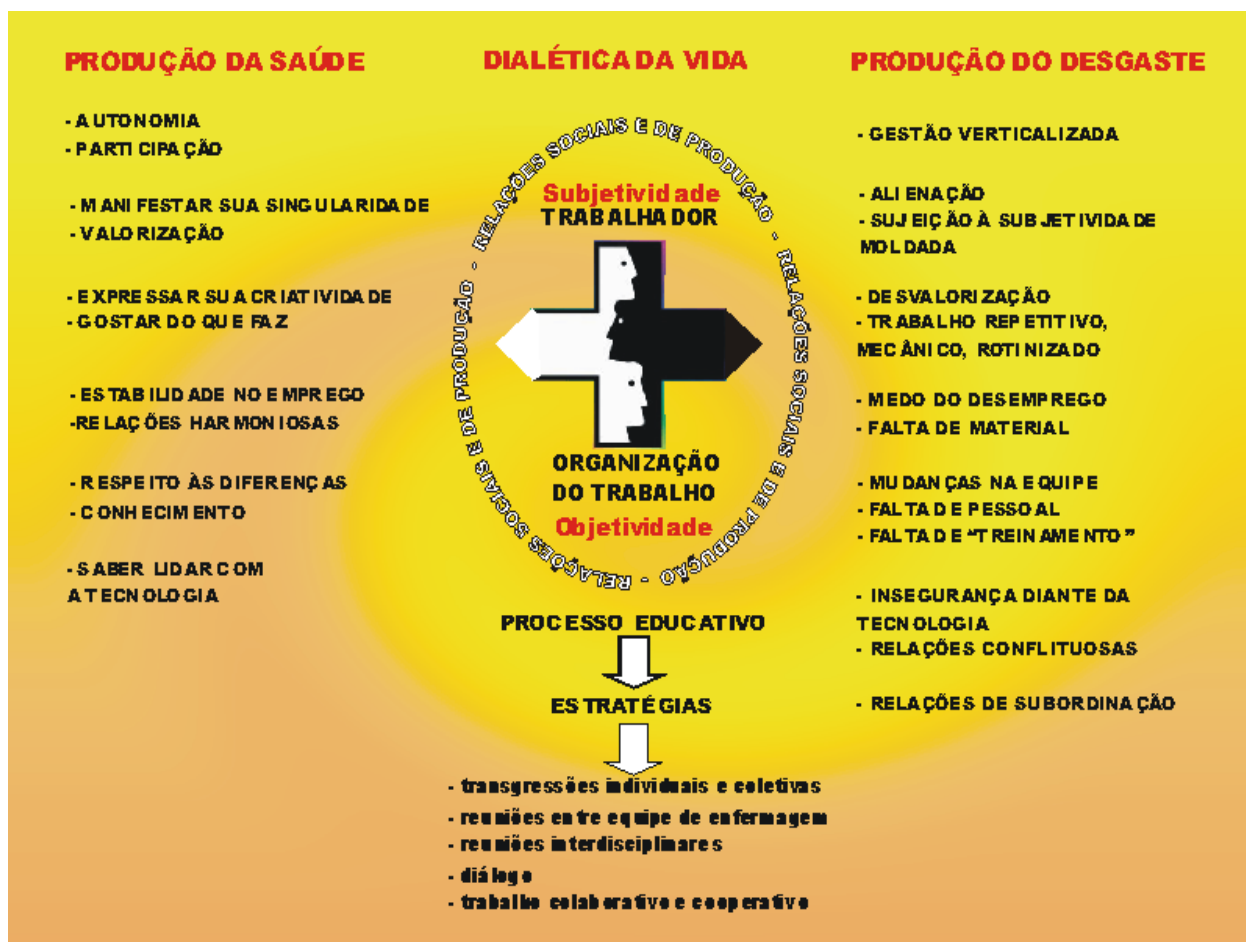 PRODUÇÃO DA SAÚDE
- AUTONOMIA
- PARTICIPAÇÃO
- MANIFESTAR SUA SINGULARIDADE
- VALORIZAÇÃO
- EXPRESSAR SUA CRIATIVIDADE
- GOSTAR DO QUE FAZ
- ESTABILIDADE NO EMPREGO
-RELAÇÕES HARMONIOSAS
- RESPEITO ÀS DIFERENÇAS
- CONHECIMENTO
- SABER LIDAR COM
A TECNOLOGIA
DIALÉTICA DA VIDA
RELAÇÕES SOCIAIS E DE PRODUÇÃO - RELAÇÕES SOCIAIS E DE PRODUÇÃO - RELAÇÕES SOCIAIS E DE PRODUÇÃO -
Subjetividade
TRABALHADOR
ORGANIZAÇÃO
DO TRABALHO
Objetividade
PROCESSO EDUCATIVO
ESTRATÉGIAS
- transgressões individuais e coletivas
- reuniões entre equipe de enfermagem
- reuniões interdisciplinares
- diálogo
- trabalho colaborativo e cooperativo
PRODUÇÃO DO DESGASTE
- GESTÃO VERTICALIZADA
- ALIENAÇÃO
- SUJEIÇÃO À SUBJETIVIDADE
MOLDADA
- DESVALORIZAÇÃO
- TRABALHO REPETITIVO,
MECÂNICO, ROTINIZADO
- MEDO DO DESEMPREGO
- FALTA DE MATERIAL
- MUDANÇAS NA EQUIPE
- FALTA DE PESSOAL
- FALTA DE “TREINAMENTO”
- INSEGURANÇA DIANTE DA
TECNOLOGIA
- RELAÇÕES CONFLITUOSAS
- RELAÇÕES DE SUBORDINAÇÃO